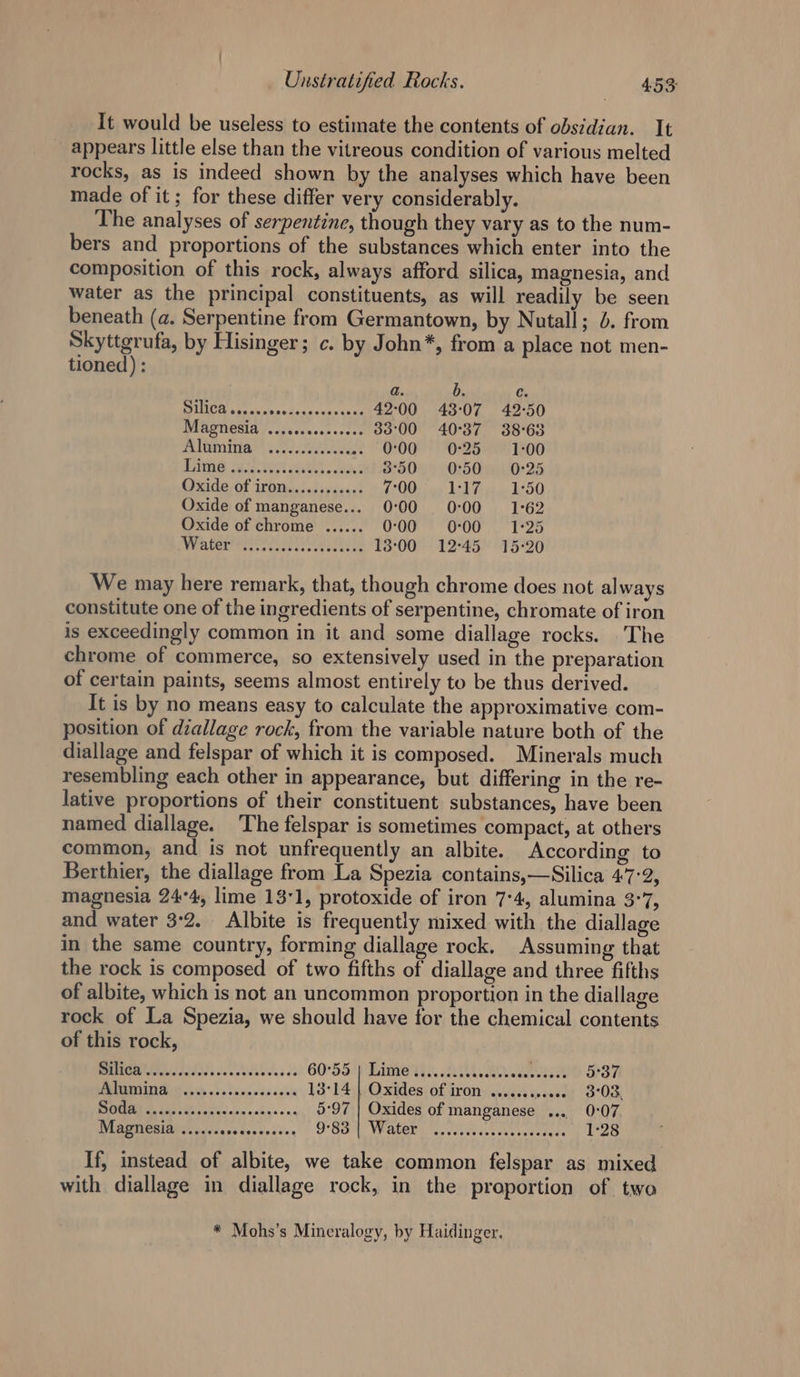 Unstratified Rocks. 453
It would be useless to estimate the contents of obsidian. It
appears little else than the vitreous condition of various melted
rocks, as is indeed shown by the analyses which have been
made of it; for these differ very considerably.
The analyses of serpentine, though they vary as to the num-
bers and proportions of the substances which enter into the
composition of this rock, always afford silica, magnesia, and
water as the principal constituents, as will readily be seen
beneath (a. Serpentine from Germantown, by Nutall; b. from
Skyttgrufa, by Hisinger; c. by John*, from a place not men-
tioned):
a. b. c.
Silica ........................ 42·00 43·07 42·50
Magnesia ............... 33·00 40·37 38·63
Alumina ............... 0·00 0·25 1·00
Lime ..................... 3·50 0·50 0·25
Oxide of iron............ 7·00 1·17 1·50
Oxide of manganese... 0·00 0·00 1·62
Oxide of chrome ...... 0·00 0·00 1·25
Water ..................... 13·00 12·45 15·20
We may here remark, that, though chrome does not always
constitute one of the ingredients of serpentine, chromate of iron
is exceedingly common in it and some diallage rocks. The
chrome of commerce, so extensively used in the preparation
of certain paints, seems almost entirely to be thus derived.
It is by no means easy to calculate the approximative com-
position of diallage rock, from the variable nature both of the
diallage and felspar of which it is composed. Minerals much
resembling each other in appearance, but differing in the re-
lative proportions of their constituent substances, have been
named diallage. The felspar is sometimes compact, at others
common, and is not unfrequently an albite. According to
Berthier, the diallage from La Spezia contains,—Silica 47·2,
magnesia 24·4, lime 13·1, protoxide of iron 7·4, alumina 3·7,
and water 3·2. Albite is frequently mixed with the diallage
in the same country, forming diallage rock. Assuming that
the rock is composed of two fifths of diallage and three fifths
of albite, which is not an uncommon proportion in the diallage
rock of La Spezia, we should have for the chemical contents
of this rock,
Silica ........................ 60·55 | Lime ........................ 5·37
Alumina .................. 13·14 | Oxides of iron ............ 3·03
Soda ........................ 5·97 | Oxides of manganese ... 0·07
Magnesia .................. 9·83 | Water ..................... 1·28
If, instead of albite, we take common felspar as mixed
with diallage in diallage rock, in the proportion of two
* Mohs's Mineralogy, by Haidinger.